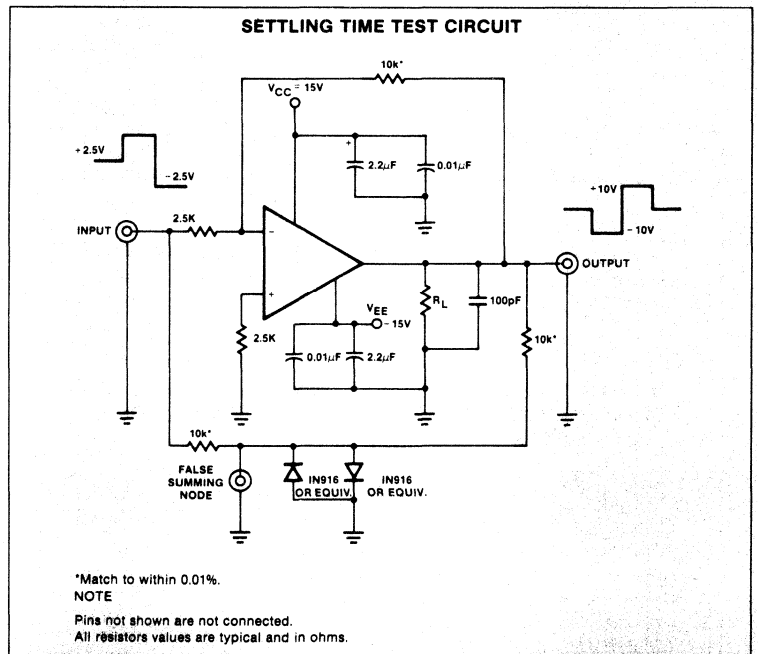 SETTLING TIME TEST CIRCUIT
10k*
VCC = 15V
+2.5V
-2.5V
+
2.2µF
0.01µF
+10V
-10V
2.5K
INPUT
-
+
OUTPUT
RL
100pF
VEE
-15V
2.5K
0.01µF
2.2µF
10k*
10k*
FALSE
SUMMING
NODE
IN916
OR EQUIV.
IN916
OR EQUIV.
*Match to within 0.01%.
NOTE
Pins not shown are not connected.
All resistors values are typical and in ohms.